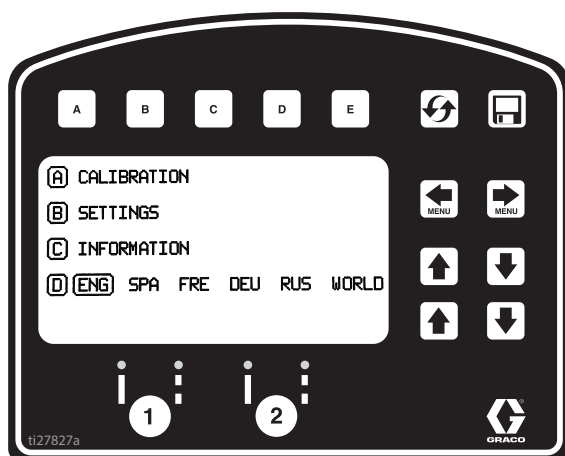 A B C D E
A CALIBRATION
MENU MENU
B SETTINGS
C INFORMATION
D ENG SPA FRE DEU RUS WORLD
1 2
ti27827a
GRACO